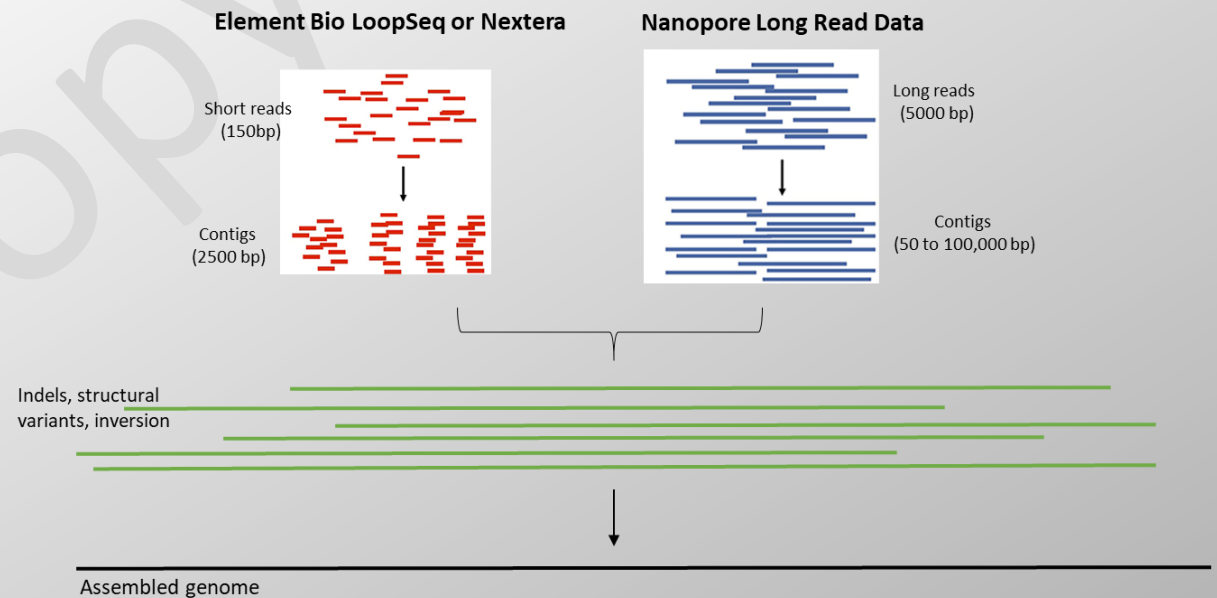 Element Bio LoopSeq or Nextera
Nanopore Long Read Data
Short reads
(150bp)
Long reads
(5000 bp)
Contigs
(2500 bp)
Contigs
(50 to 100,000 bp)
Indels, structural
variants, inversion
Assembled genome